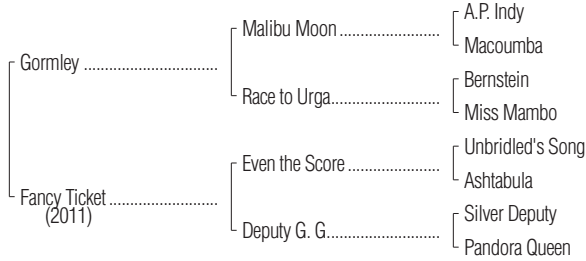 A.P. Indy
Malibu Moon
Macoumba
Gormley
Bernstein
Race to Urga
Miss Mambo
Unbridled's Song
Even the Score
Ashtabula
Fancy Ticket
(2011)
Silver Deputy
Deputy G. G.
Pandora Queen